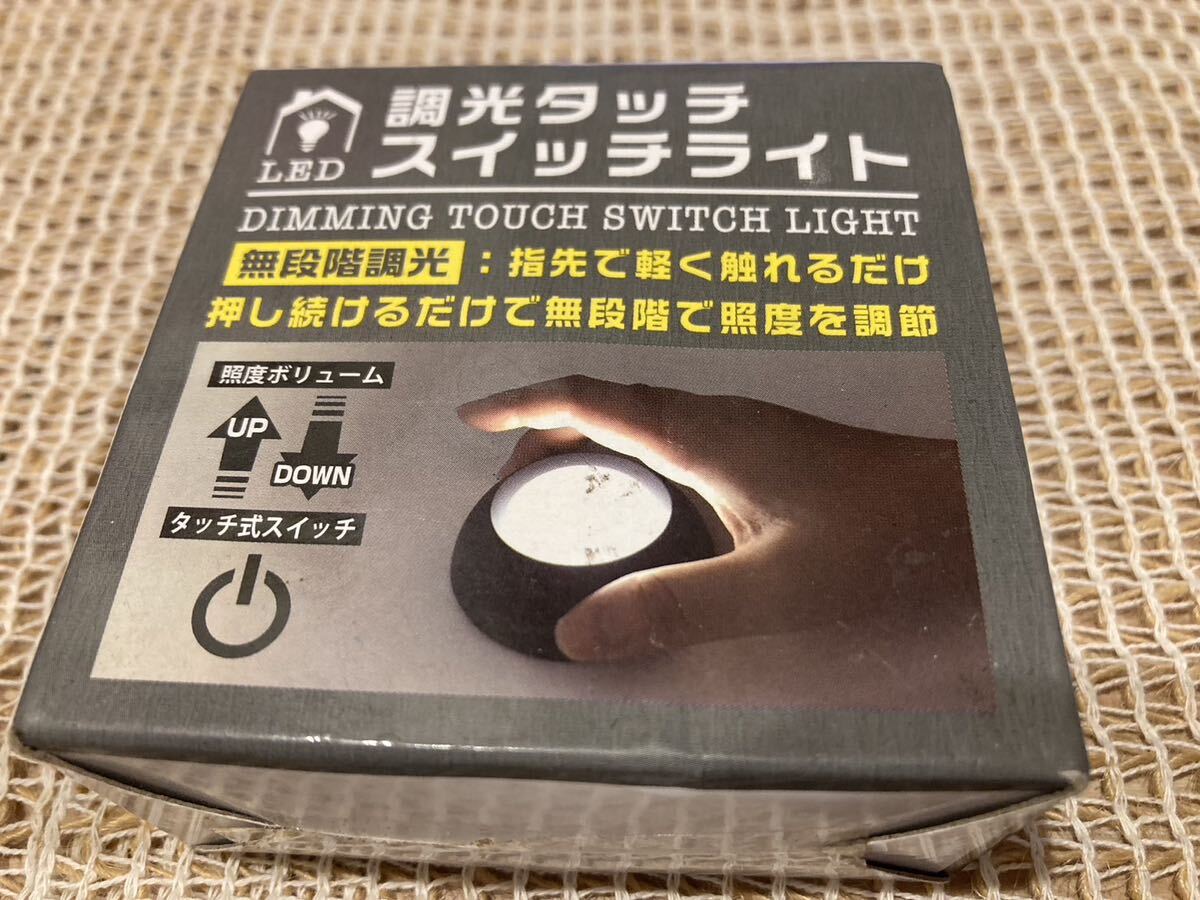 LED
調光タッチ
スイッチライト
DIMMING TOUCH SWITCH LIGHT
無段階調光：指先で軽く触れるだけ
押し続けるだけで無段階で照度を調節
照度ボリューム
UP
DOWN
タッチ式スイッチ